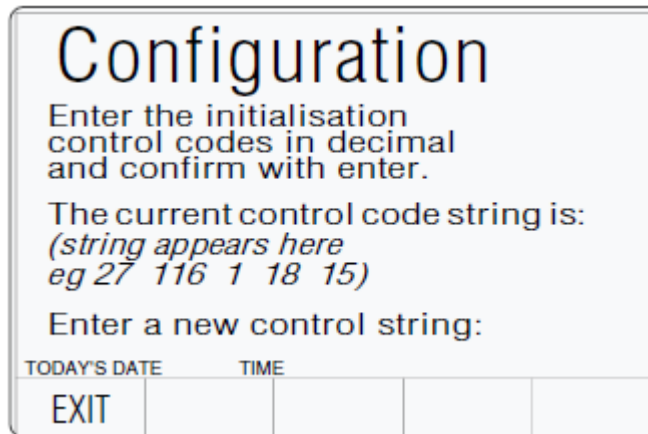 Configuration
Enter the initialisation
control codes in decimal
and confirm with enter.
The current control code string is:
(string appears here
eg 27 116 1 18 15)
Enter a new control string:
TODAY'S DATE TIME
EXIT